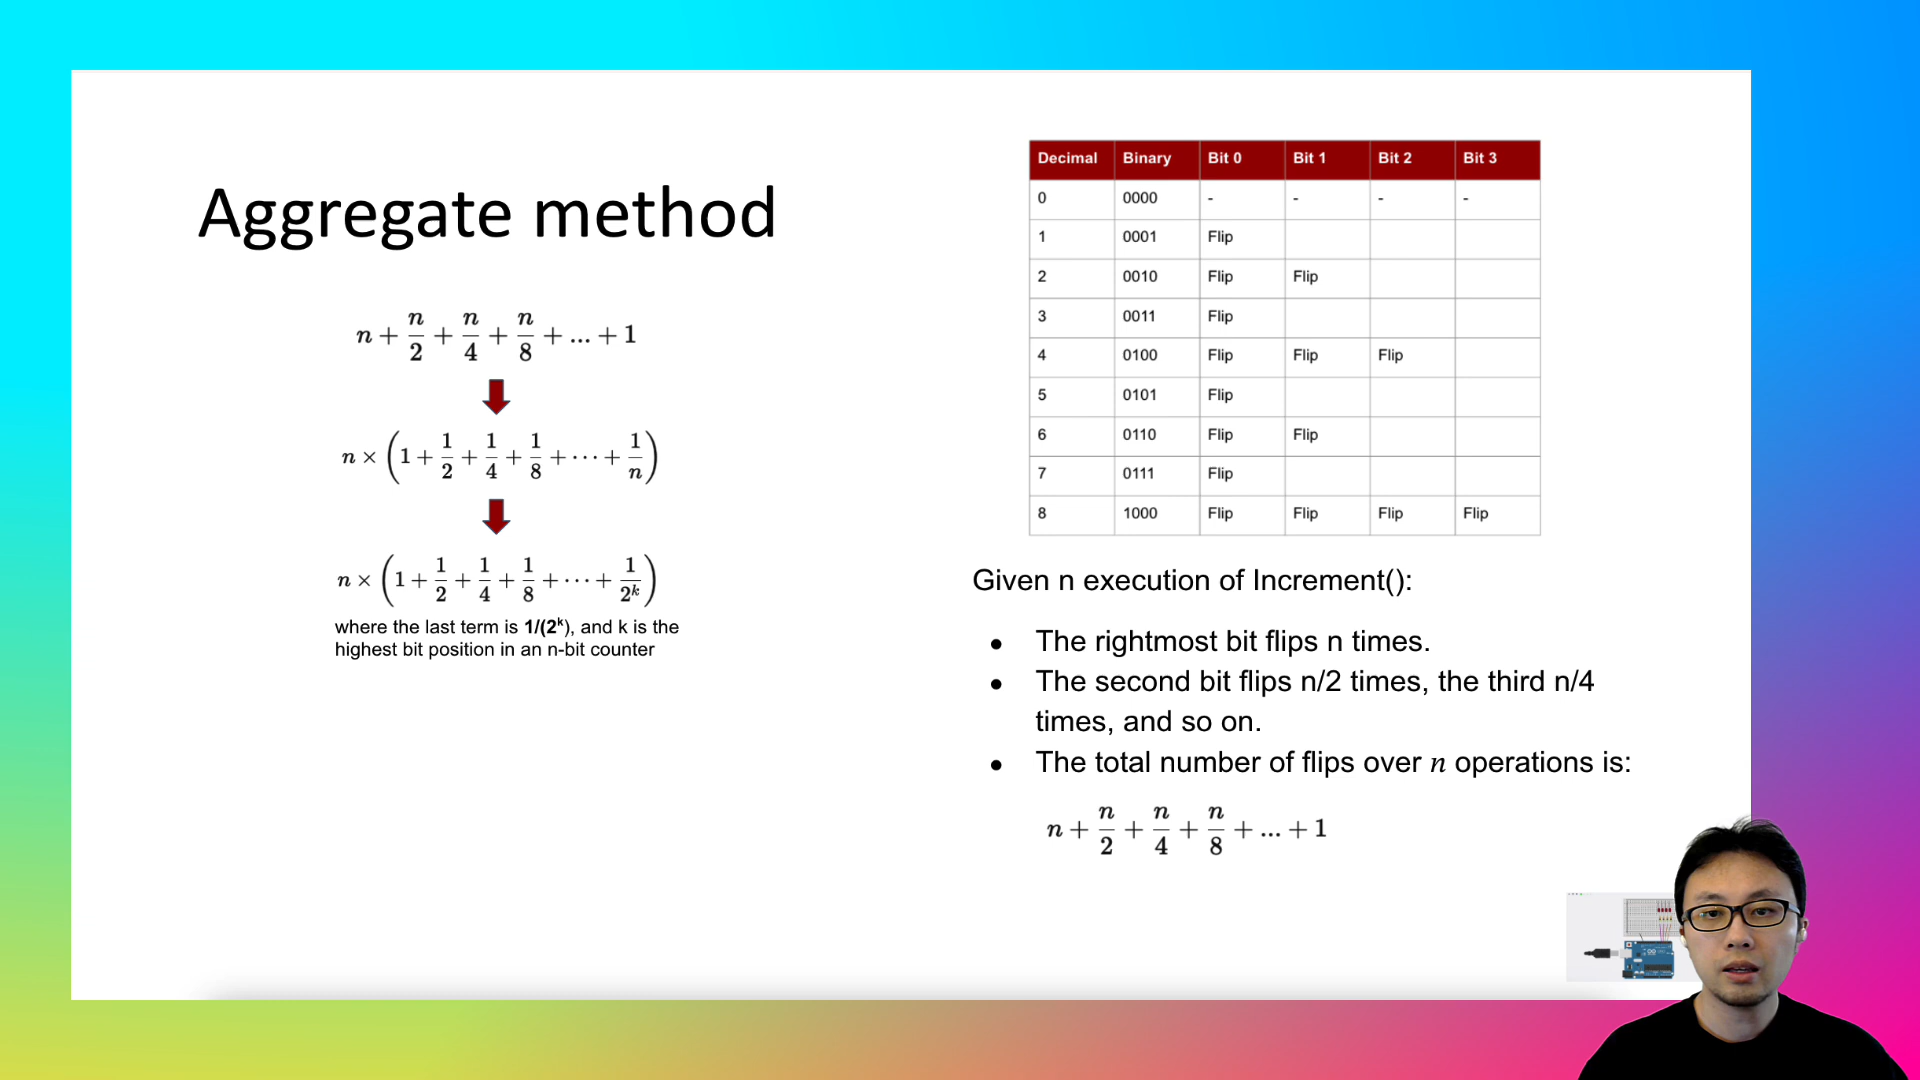 Aggregate method
n + n/2 + n/4 + n/8 + ... + 1
n × (1 + 1/2 + 1/4 + 1/8 + ⋯ + 1/n)
n × (1 + 1/2 + 1/4 + 1/8 + ⋯ + 1/2^k)
where the last term is 1/(2^k), and k is the
highest bit position in an n-bit counter
Decimal Binary Bit 0 Bit 1 Bit 2 Bit 3
0 0000 - - - -
1 0001 Flip
2 0010 Flip Flip
3 0011 Flip
4 0100 Flip Flip Flip
5 0101 Flip
6 0110 Flip Flip
7 0111 Flip
8 1000 Flip Flip Flip Flip
Given n execution of Increment():
● The rightmost bit flips n times.
● The second bit flips n/2 times, the third n/4
times, and so on.
● The total number of flips over n operations is:
n + n/2 + n/4 + n/8 + ... + 1